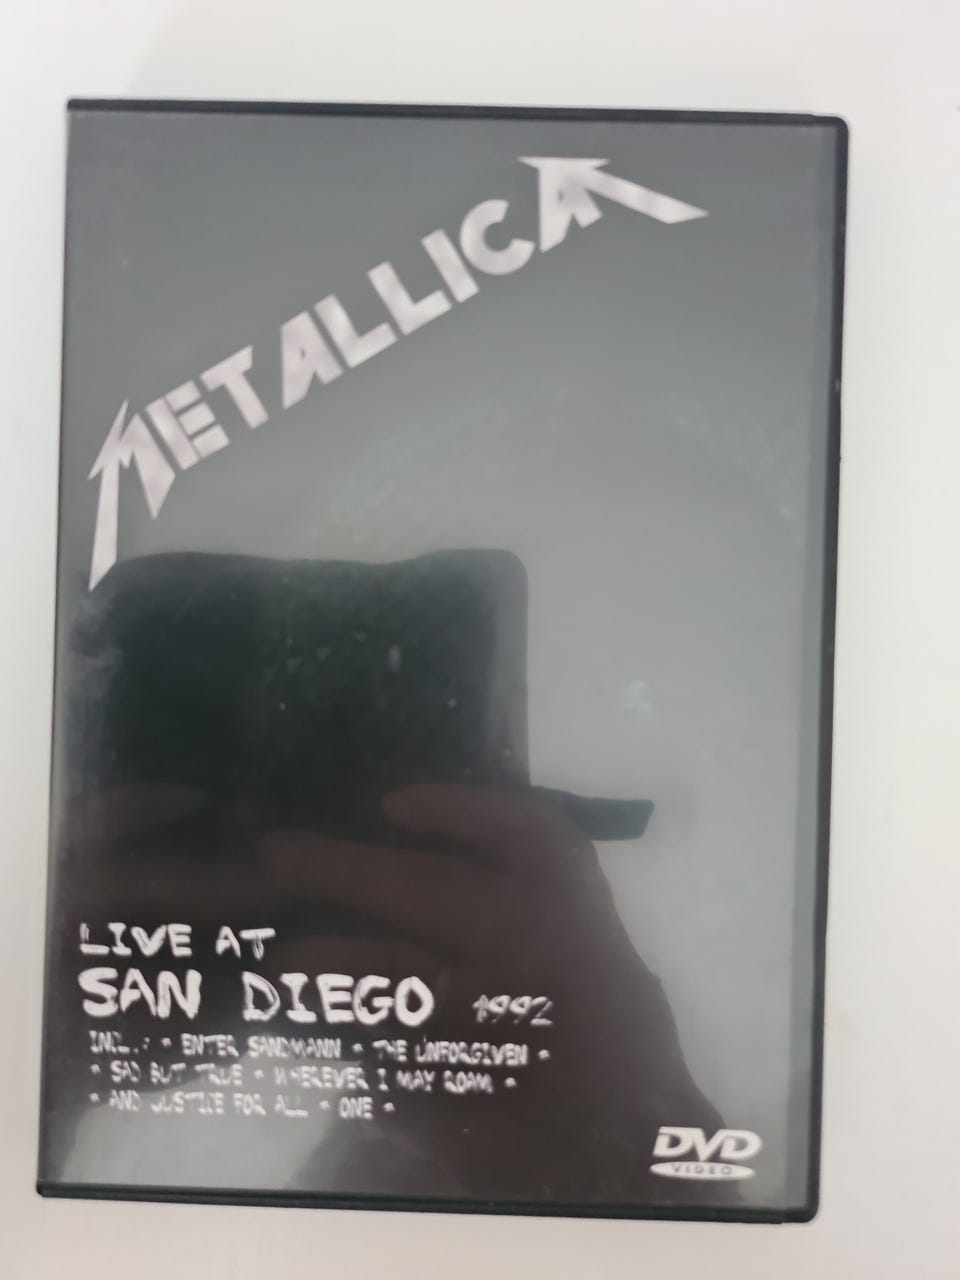 METALLICA
LIVE AT
SAN DIEGO 1992
INCL.: * ENTER SANDMANN * THE UNFORGIVEN *
* SAD BUT TRUE * WHEREVER I MAY ROAM *
* AND JUSTICE FOR ALL * ONE *
DVD
VIDEO